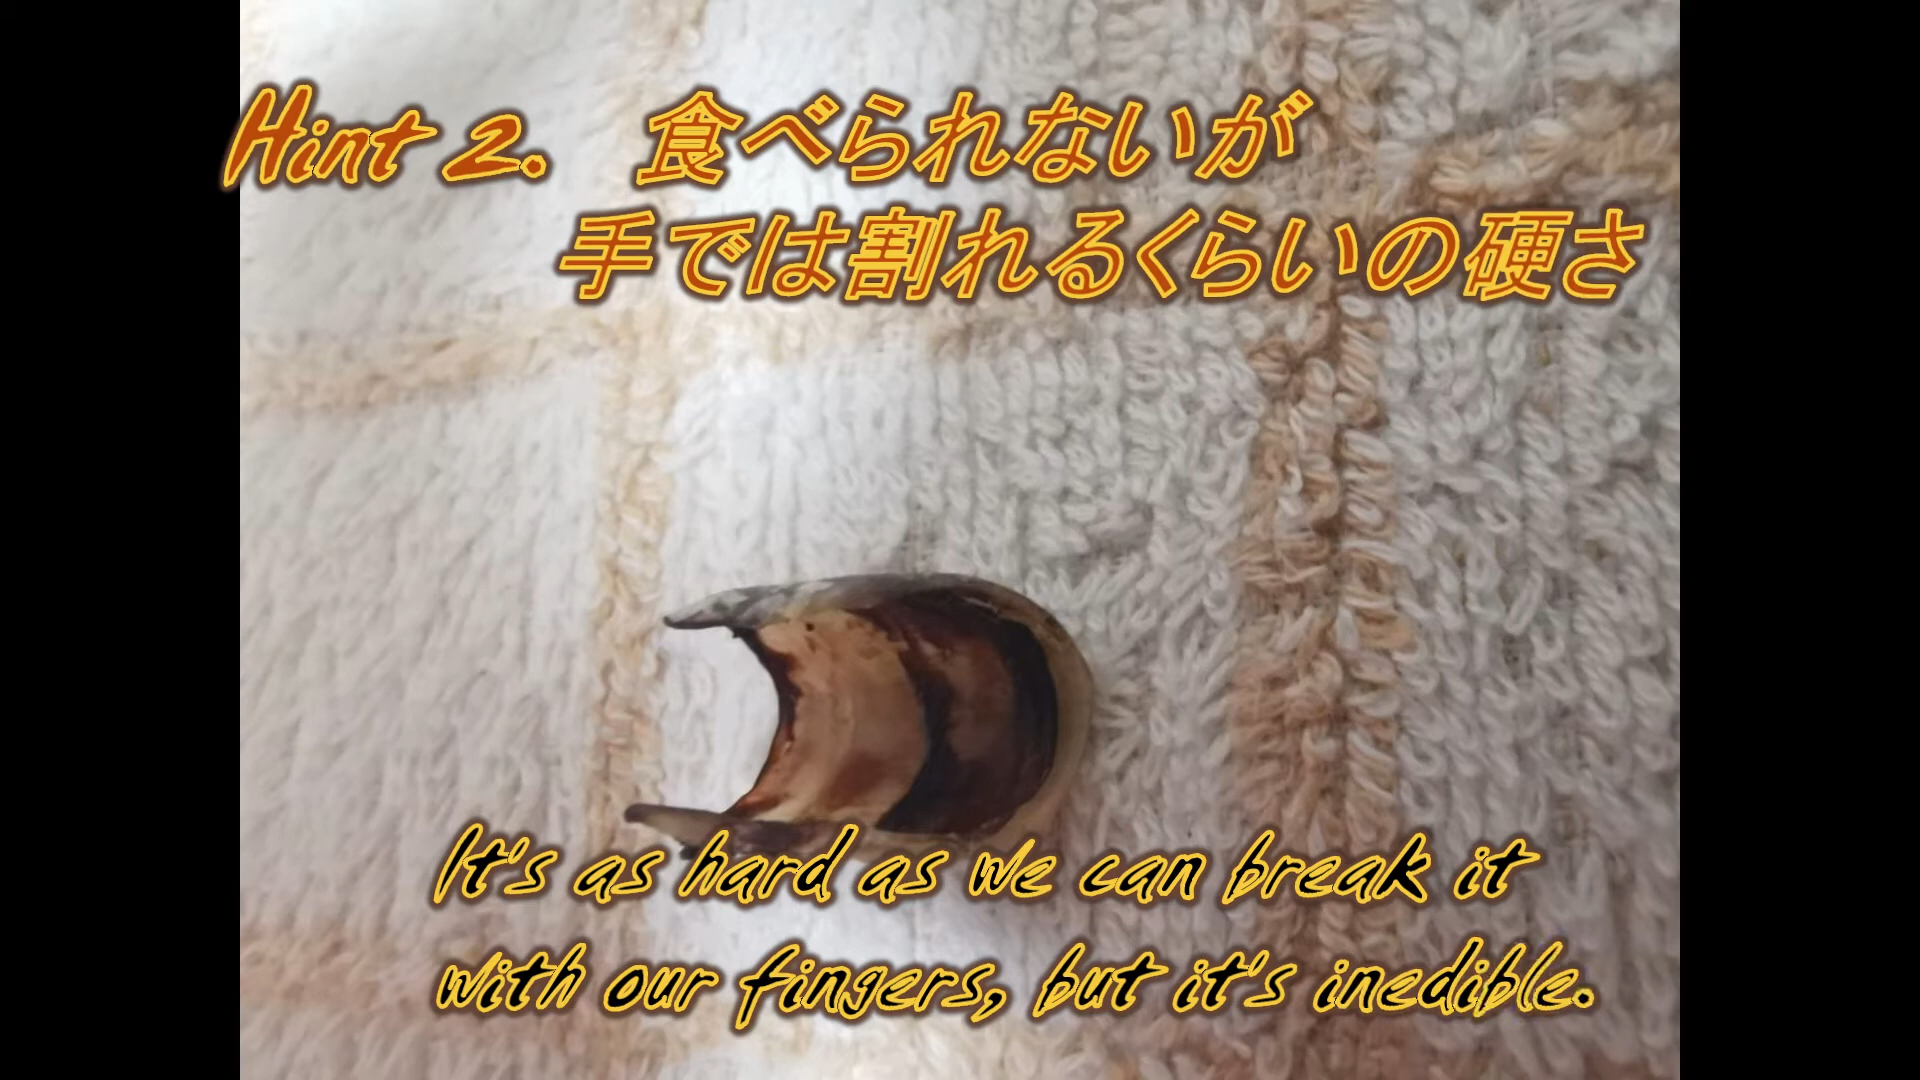 Hint 2. 食べられないが
手では割れるくらいの硬さ
It's as hard as we can break it
with our fingers, but it's inedible.